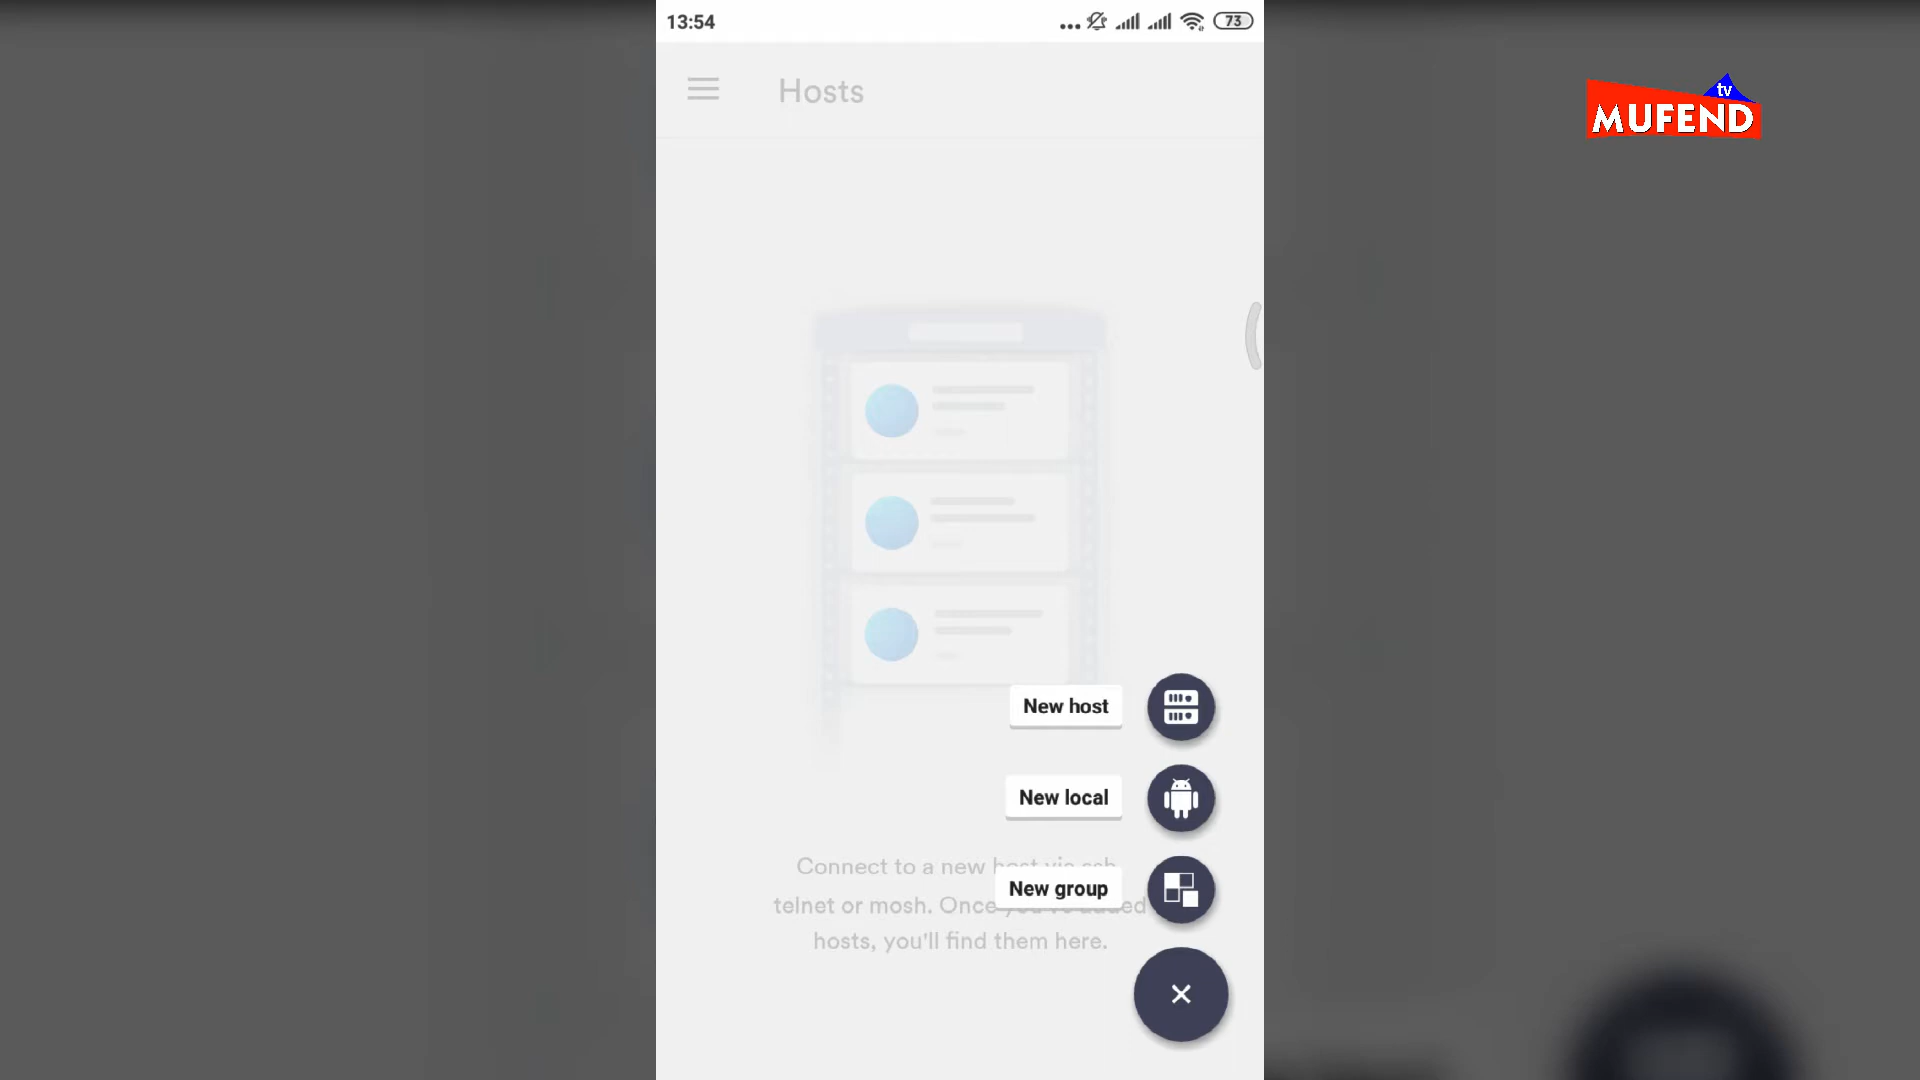 13:54
73
Hosts
tv
MUFEND
New host
New local
Connect to a new host via ssh,
New group
telnet or mosh. Once you've added
hosts, you'll find them here.